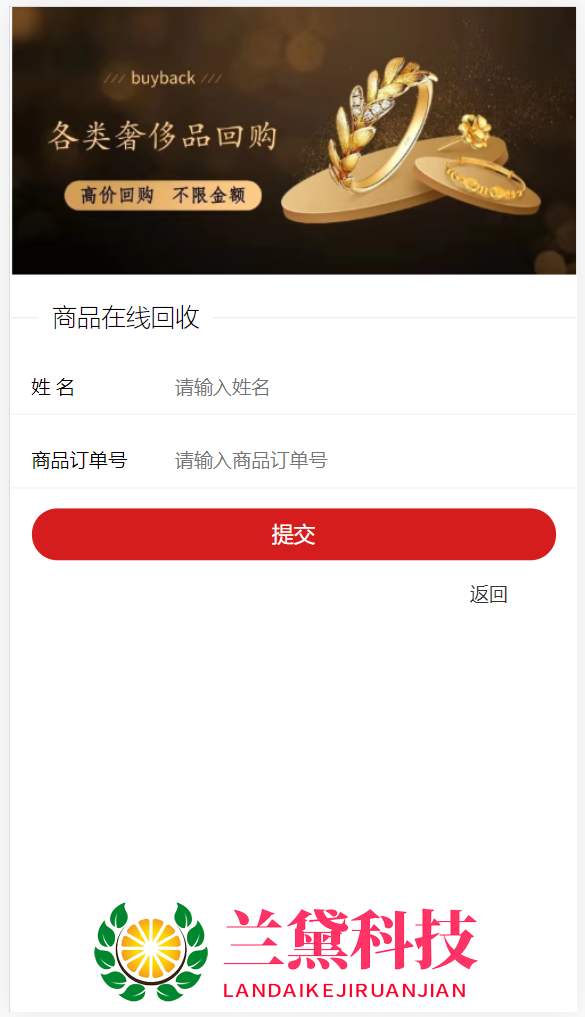 /// buyback ///
各类奢侈品回购
高价回购 不限金额
商品在线回收
姓 名 请输入姓名
商品订单号 请输入商品订单号
提交
返回
兰黛科技
LANDAIKEJIRUANJIAN